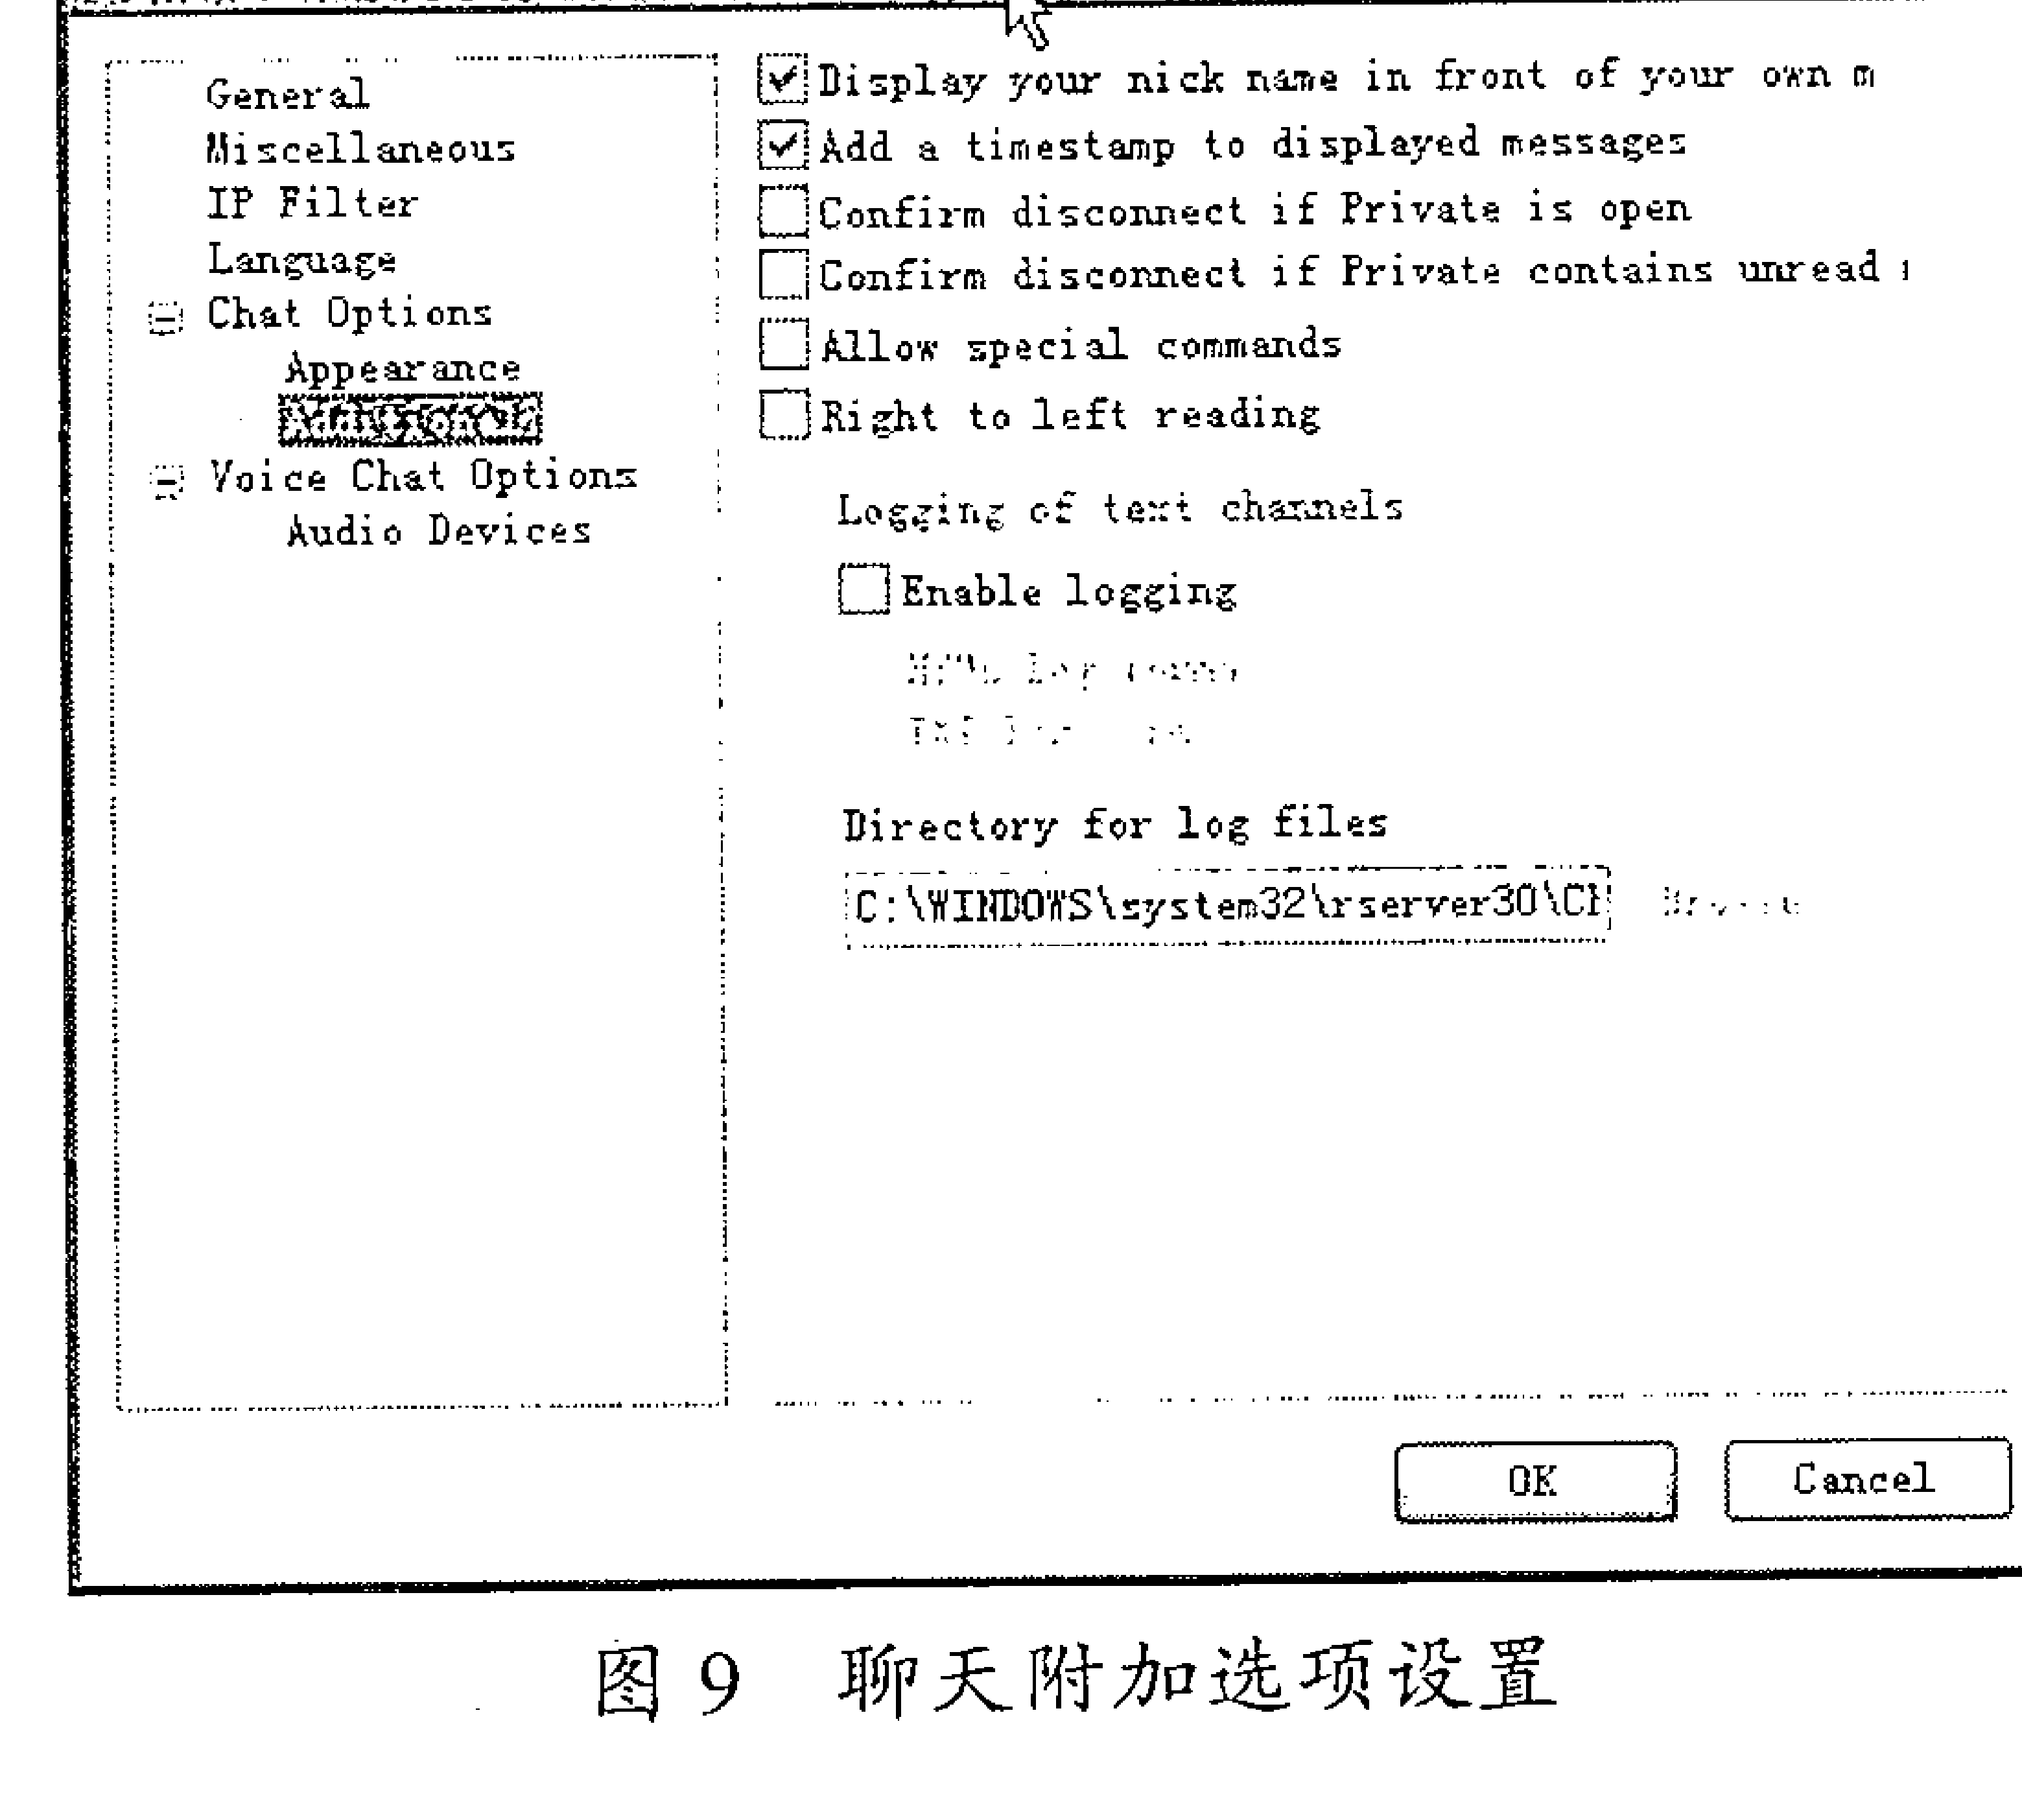 General
Miscellaneous
IP Filter
Language
Chat Options
Appearance
Voice Chat Options
Audio Devices
Display your nick name in front of your own m
Add a timestamp to displayed messages
Confirm disconnect if Private is open
Confirm disconnect if Private contains unread
Allow special commands
Right to left reading
Logging of text channels
Enable logging
Directory for log files
C:\WINDOWS\system32\rserver30\Ch
OK
Cancel
图 9 聊天附加选项设置